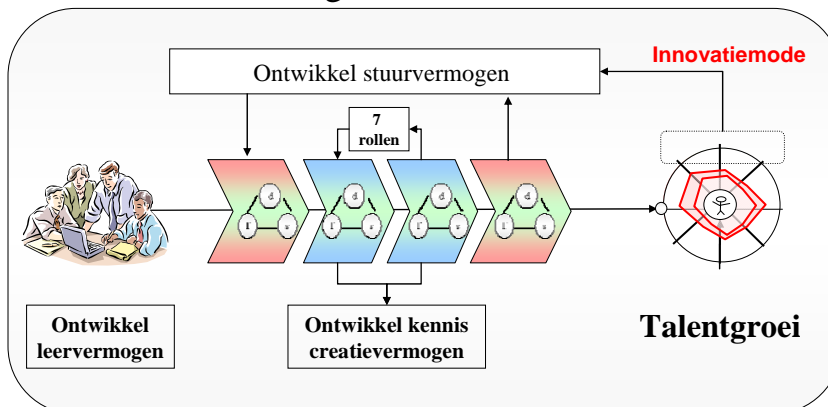 Innovatiemode
Ontwikkel stuurvermogen
7
rollen
d
d
d
d
Ontwikkel
leervermogen
Ontwikkel kennis
creatievermogen
Talentgroei